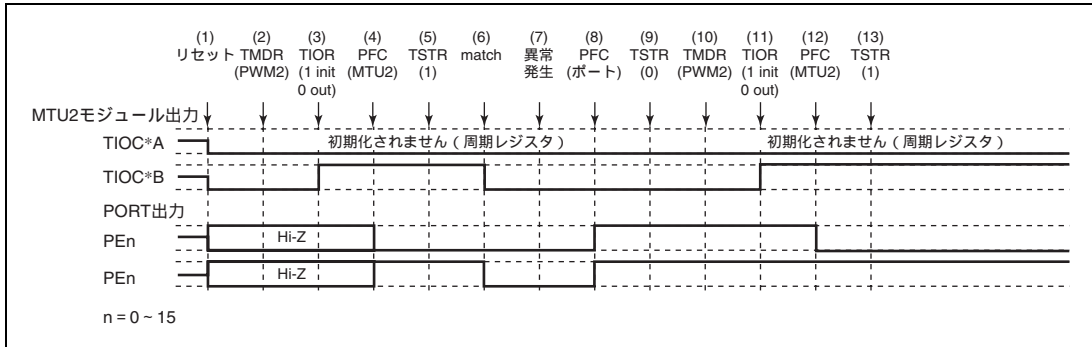 (1) (2) (3) (4) (5) (6) (7) (8) (9) (10) (11) (12) (13)
リセット TMDR TIOR PFC TSTR match 異常 PFC TSTR TMDR TIOR PFC TSTR
(PWM2) (1 init (MTU2) (1) 発生 (ポート) (0) (PWM2) (1 init (MTU2) (1)
0 out) 0 out)
MTU2モジュール出力
TIOC*A 初期化されません（周期レジスタ） 初期化されません（周期レジスタ）
TIOC*B
PORT出力
PEn Hi-Z
PEn Hi-Z
n = 0 ~ 15